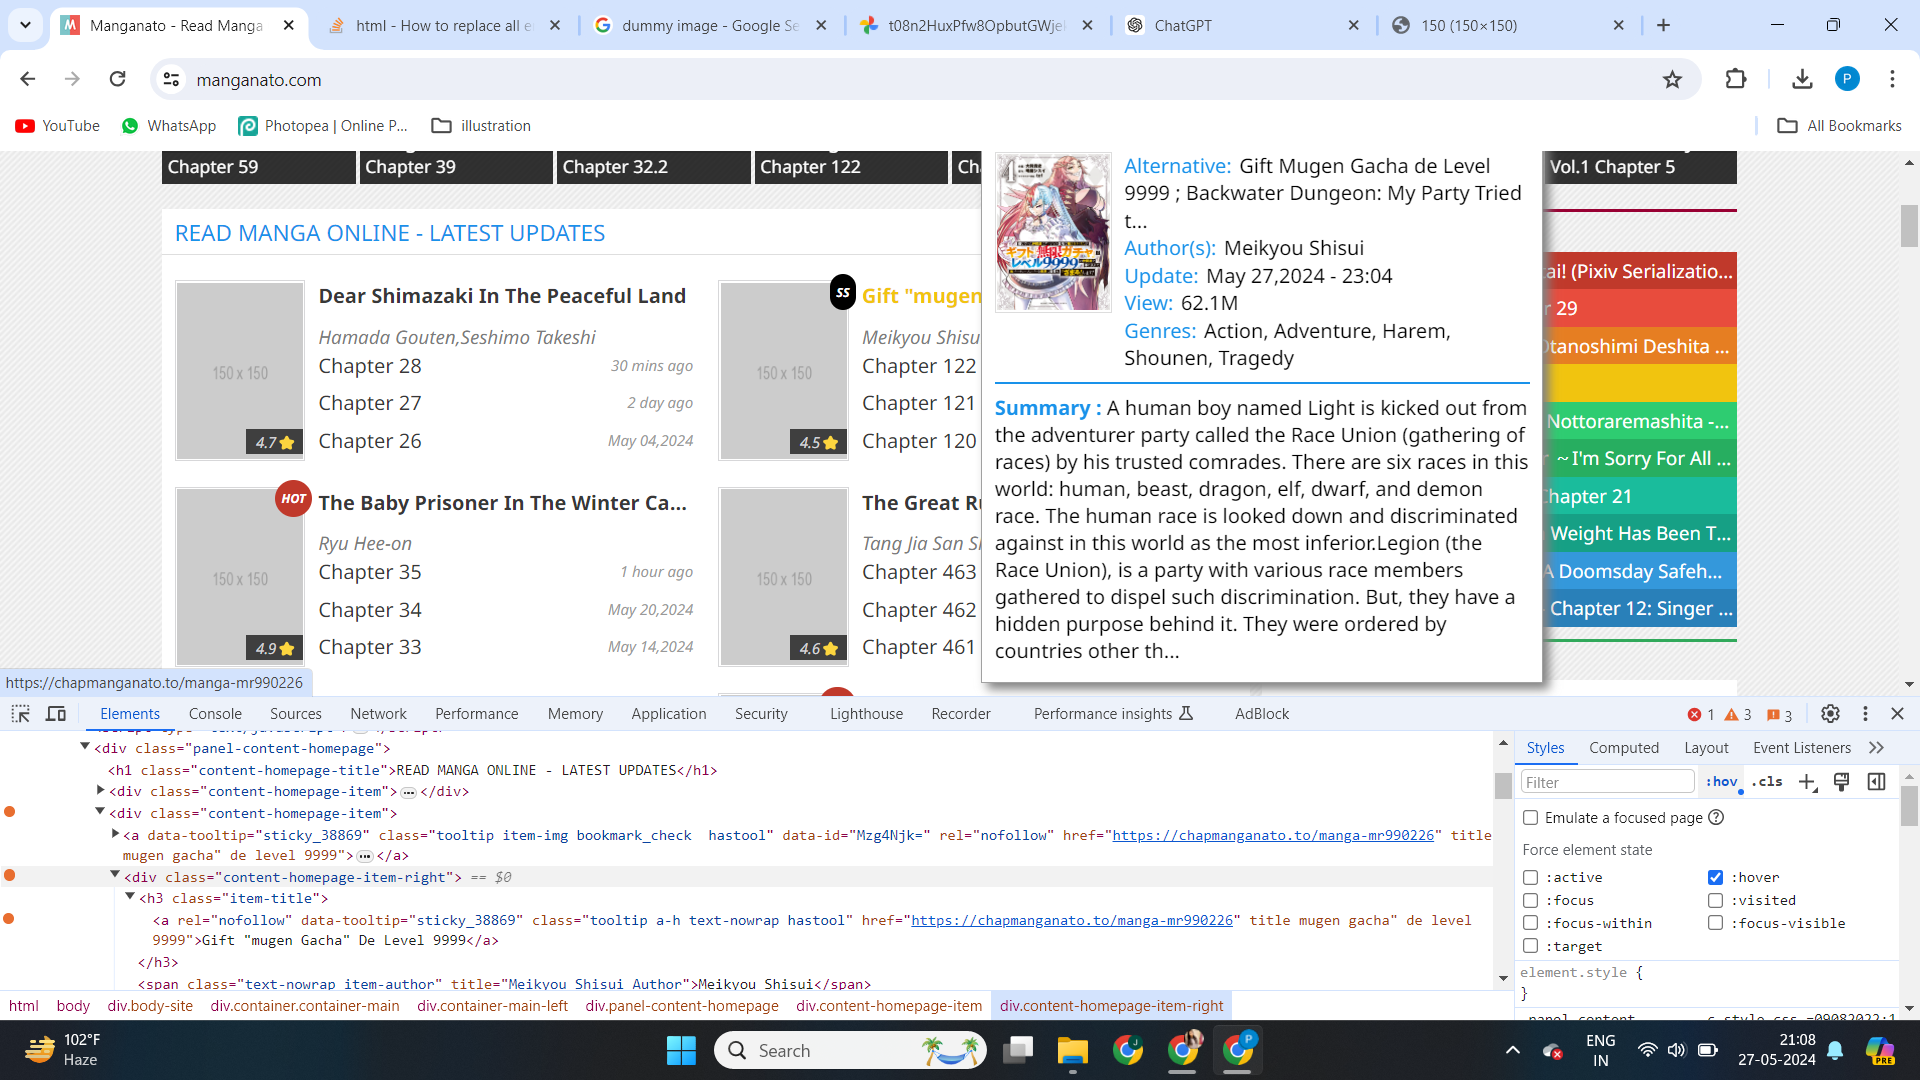 Manganato - Read Manga
html - How to replace all e
dummy image - Google Se
t08n2HuxPfw8OpbutGWje
ChatGPT
150 (150×150)
manganato.com
P
YouTube
WhatsApp
Photopea | Online P...
illustration
All Bookmarks
Chapter 59
Chapter 39
Chapter 32.2
Chapter 122
Ch
Vol.1 Chapter 5
READ MANGA ONLINE - LATEST UPDATES
150 x 150
4.7
Dear Shimazaki In The Peaceful Land
Hamada Gouten,Seshimo Takeshi
Chapter 28 30 mins ago
Chapter 27 2 day ago
Chapter 26 May 04,2024
150 x 150
SS
4.5
Gift "mugen
Meikyou Shisu
Chapter 122
Chapter 121
Chapter 120
150 x 150
HOT
4.9
The Baby Prisoner In The Winter Ca...
Ryu Hee-on
Chapter 35 1 hour ago
Chapter 34 May 20,2024
Chapter 33 May 14,2024
150 x 150
4.6
The Great R
Tang Jia San S
Chapter 463
Chapter 462
Chapter 461
Alternative: Gift Mugen Gacha de Level
9999 ; Backwater Dungeon: My Party Tried
t...
Author(s): Meikyou Shisui
Update: May 27,2024 - 23:04
View: 62.1M
Genres: Action, Adventure, Harem,
Shounen, Tragedy
Summary : A human boy named Light is kicked out from
the adventurer party called the Race Union (gathering of
races) by his trusted comrades. There are six races in this
world: human, beast, dragon, elf, dwarf, and demon
race. The human race is looked down and discriminated
against in this world as the most inferior.Legion (the
Race Union), is a party with various race members
gathered to dispel such discrimination. But, they have a
hidden purpose behind it. They were ordered by
countries other th...
ai! (Pixiv Serializatio...
r 29
Otanoshimi Deshita ...
Nottoraremashita -...
~ I'm Sorry For All ...
Chapter 21
Weight Has Been T...
A Doomsday Safeh...
Chapter 12: Singer ...
https://chapmanganato.to/manga-mr990226
Elements
Console
Sources
Network
Performance
Memory
Application
Security
Lighthouse
Recorder
Performance insights
AdBlock
1
3
3
<div class="panel-content-homepage">
<h1 class="content-homepage-title">READ MANGA ONLINE - LATEST UPDATES</h1>
<div class="content-homepage-item">…</div>
<div class="content-homepage-item">
<a data-tooltip="sticky_38869" class="tooltip item-img bookmark_check  hastool" data-id="Mzg4Njk=" rel="nofollow" href="https://chapmanganato.to/manga-mr990226" title
mugen gacha" de level 9999">…</a>
<div class="content-homepage-item-right"> == $0
<h3 class="item-title">
<a rel="nofollow" data-tooltip="sticky_38869" class="tooltip a-h text-nowrap hastool" href="https://chapmanganato.to/manga-mr990226" title mugen gacha" de level
9999">Gift "mugen Gacha" De Level 9999</a>
</h3>
<span class="text-nowrap item-author" title="Meikyou Shisui Author">Meikyou Shisui</span>
html
body
div.body-site
div.container.container-main
div.container-main-left
div.panel-content-homepage
div.content-homepage-item
div.content-homepage-item-right
Styles
Computed
Layout
Event Listeners
Filter
:hov
.cls
Emulate a focused page
Force element state
:active
:hover
:focus
:visited
:focus-within
:focus-visible
:target
element.style {
}
102°F
Haze
Search
ENG
IN
21:08
27-05-2024
PRE